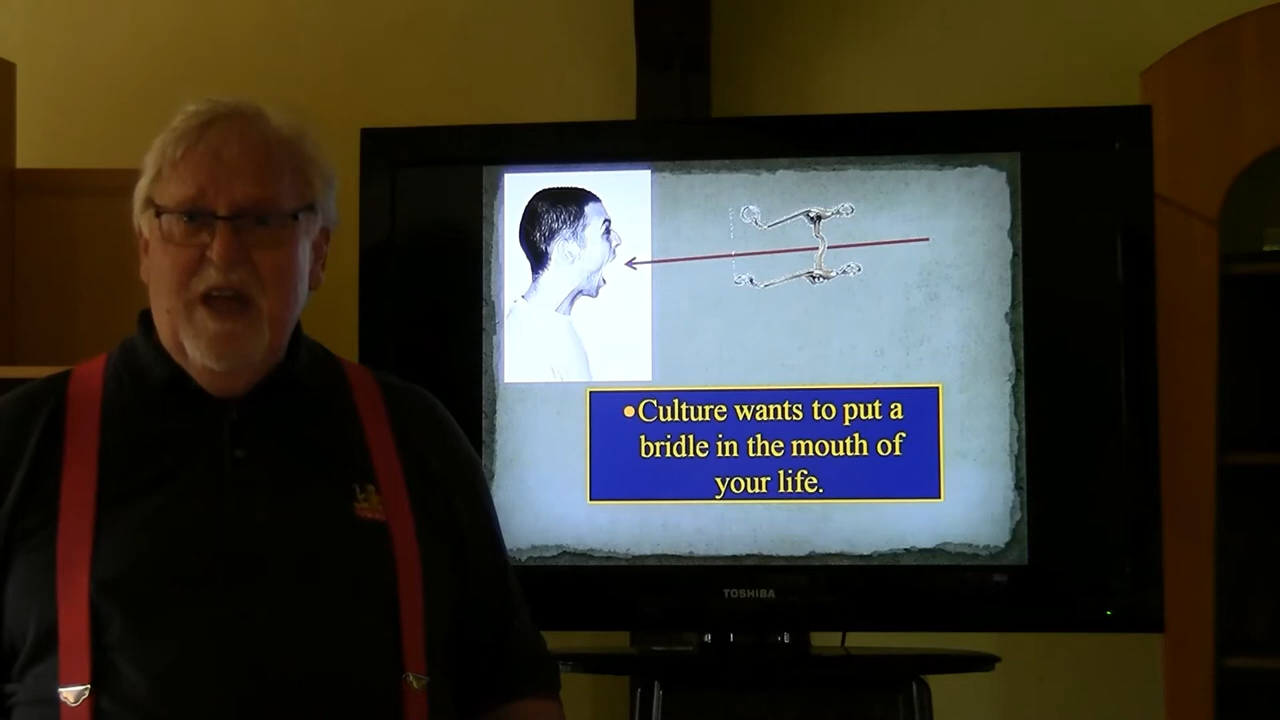 •Culture wants to put a
bridle in the mouth of
your life.
TOSHIBA